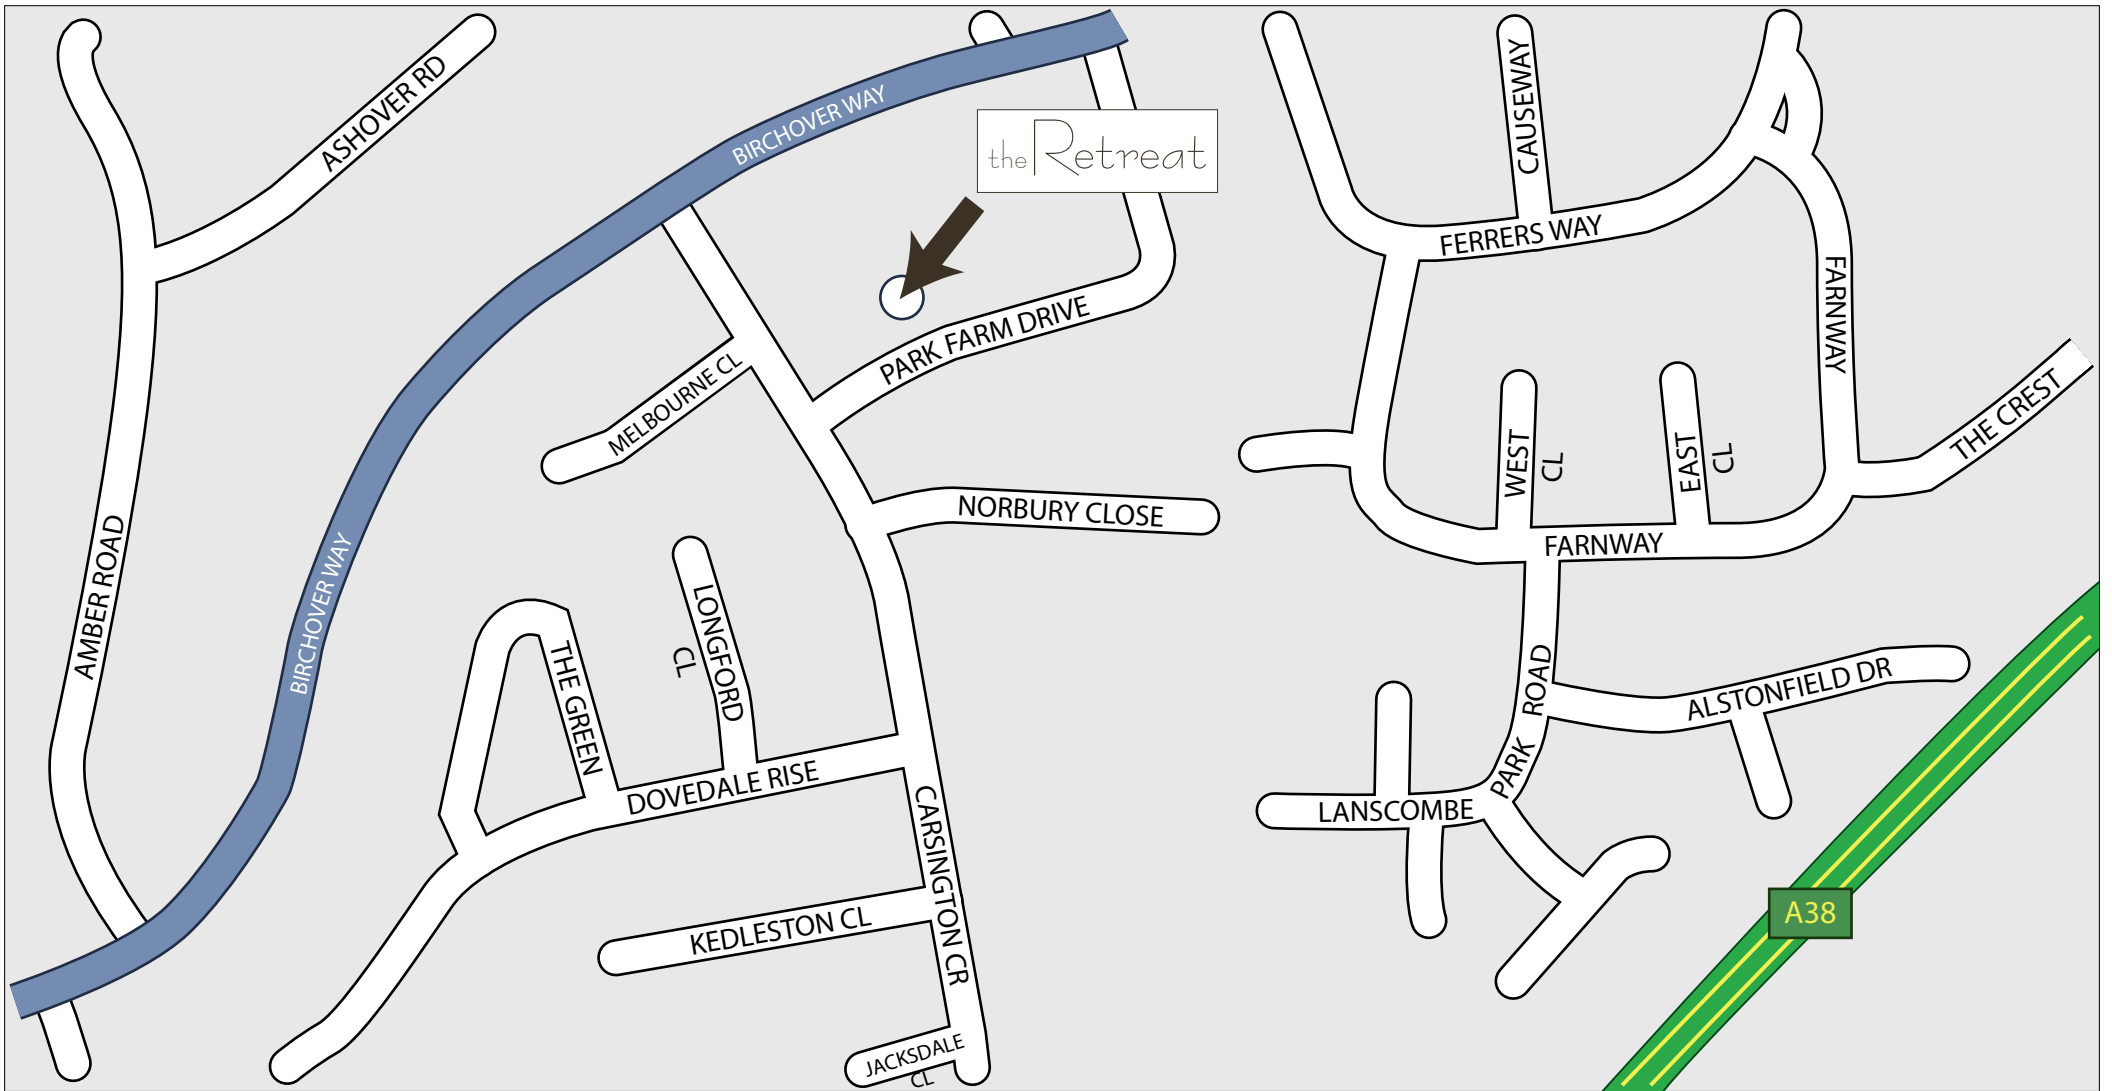 ASHOVER RD
BIRCHOVER WAY
CAUSEWAY
the Retreat
FERRERS WAY
FARNWAY
PARK FARM DRIVE
MELBOURNE CL
THE CREST
WEST
CL
EAST
CL
NORBURY CLOSE
FARNWAY
AMBER ROAD
BIRCHOVER WAY
LONGFORD
CL
THE GREEN
PARK ROAD
ALSTONFIELD DR
DOVEDALE RISE
LANSCOMBE
CARSINGTON CR
KEDLESTON CL
A38
JACKSDALE
CL